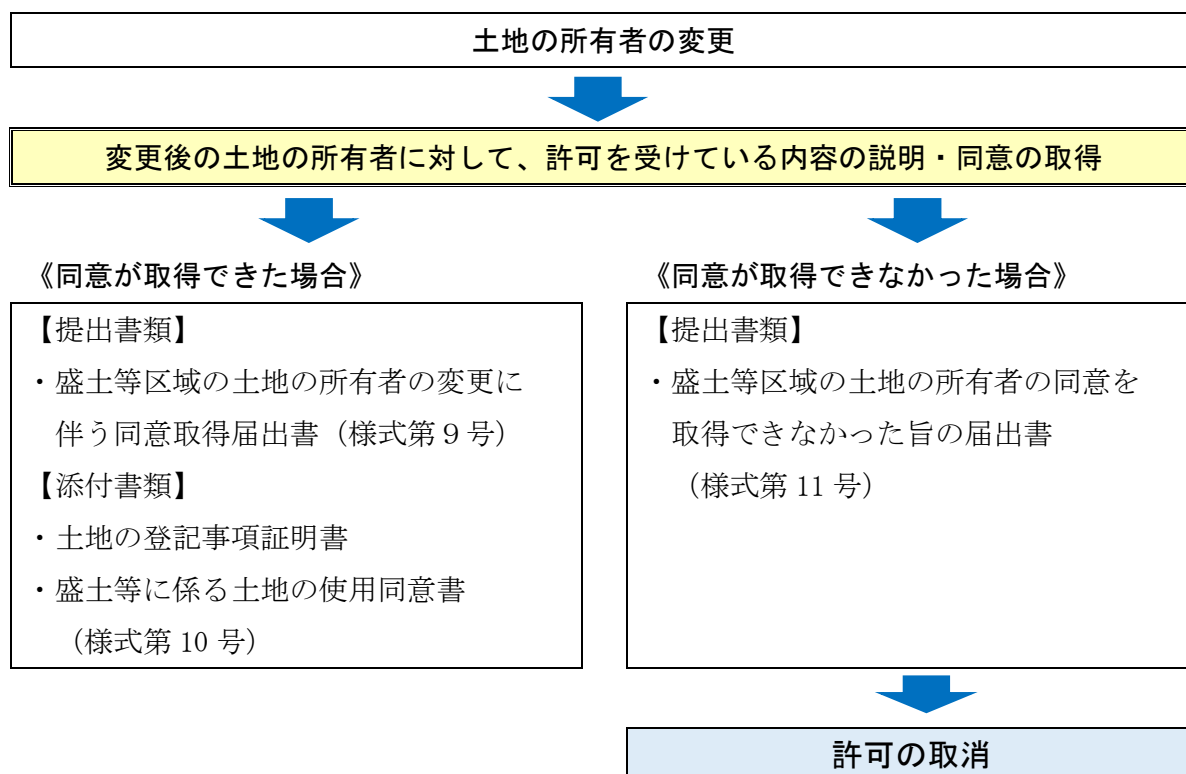 土地の所有者の変更
変更後の土地の所有者に対して、許可を受けている内容の説明・同意の取得
《同意が取得できた場合》
【提出書類】
・盛土等区域の土地の所有者の変更に
伴う同意取得届出書（様式第９号）
【添付書類】
・土地の登記事項証明書
・盛土等に係る土地の使用同意書
（様式第 10 号）
《同意が取得できなかった場合》
【提出書類】
・盛土等区域の土地の所有者の同意を
取得できなかった旨の届出書
（様式第 11 号）
許可の取消